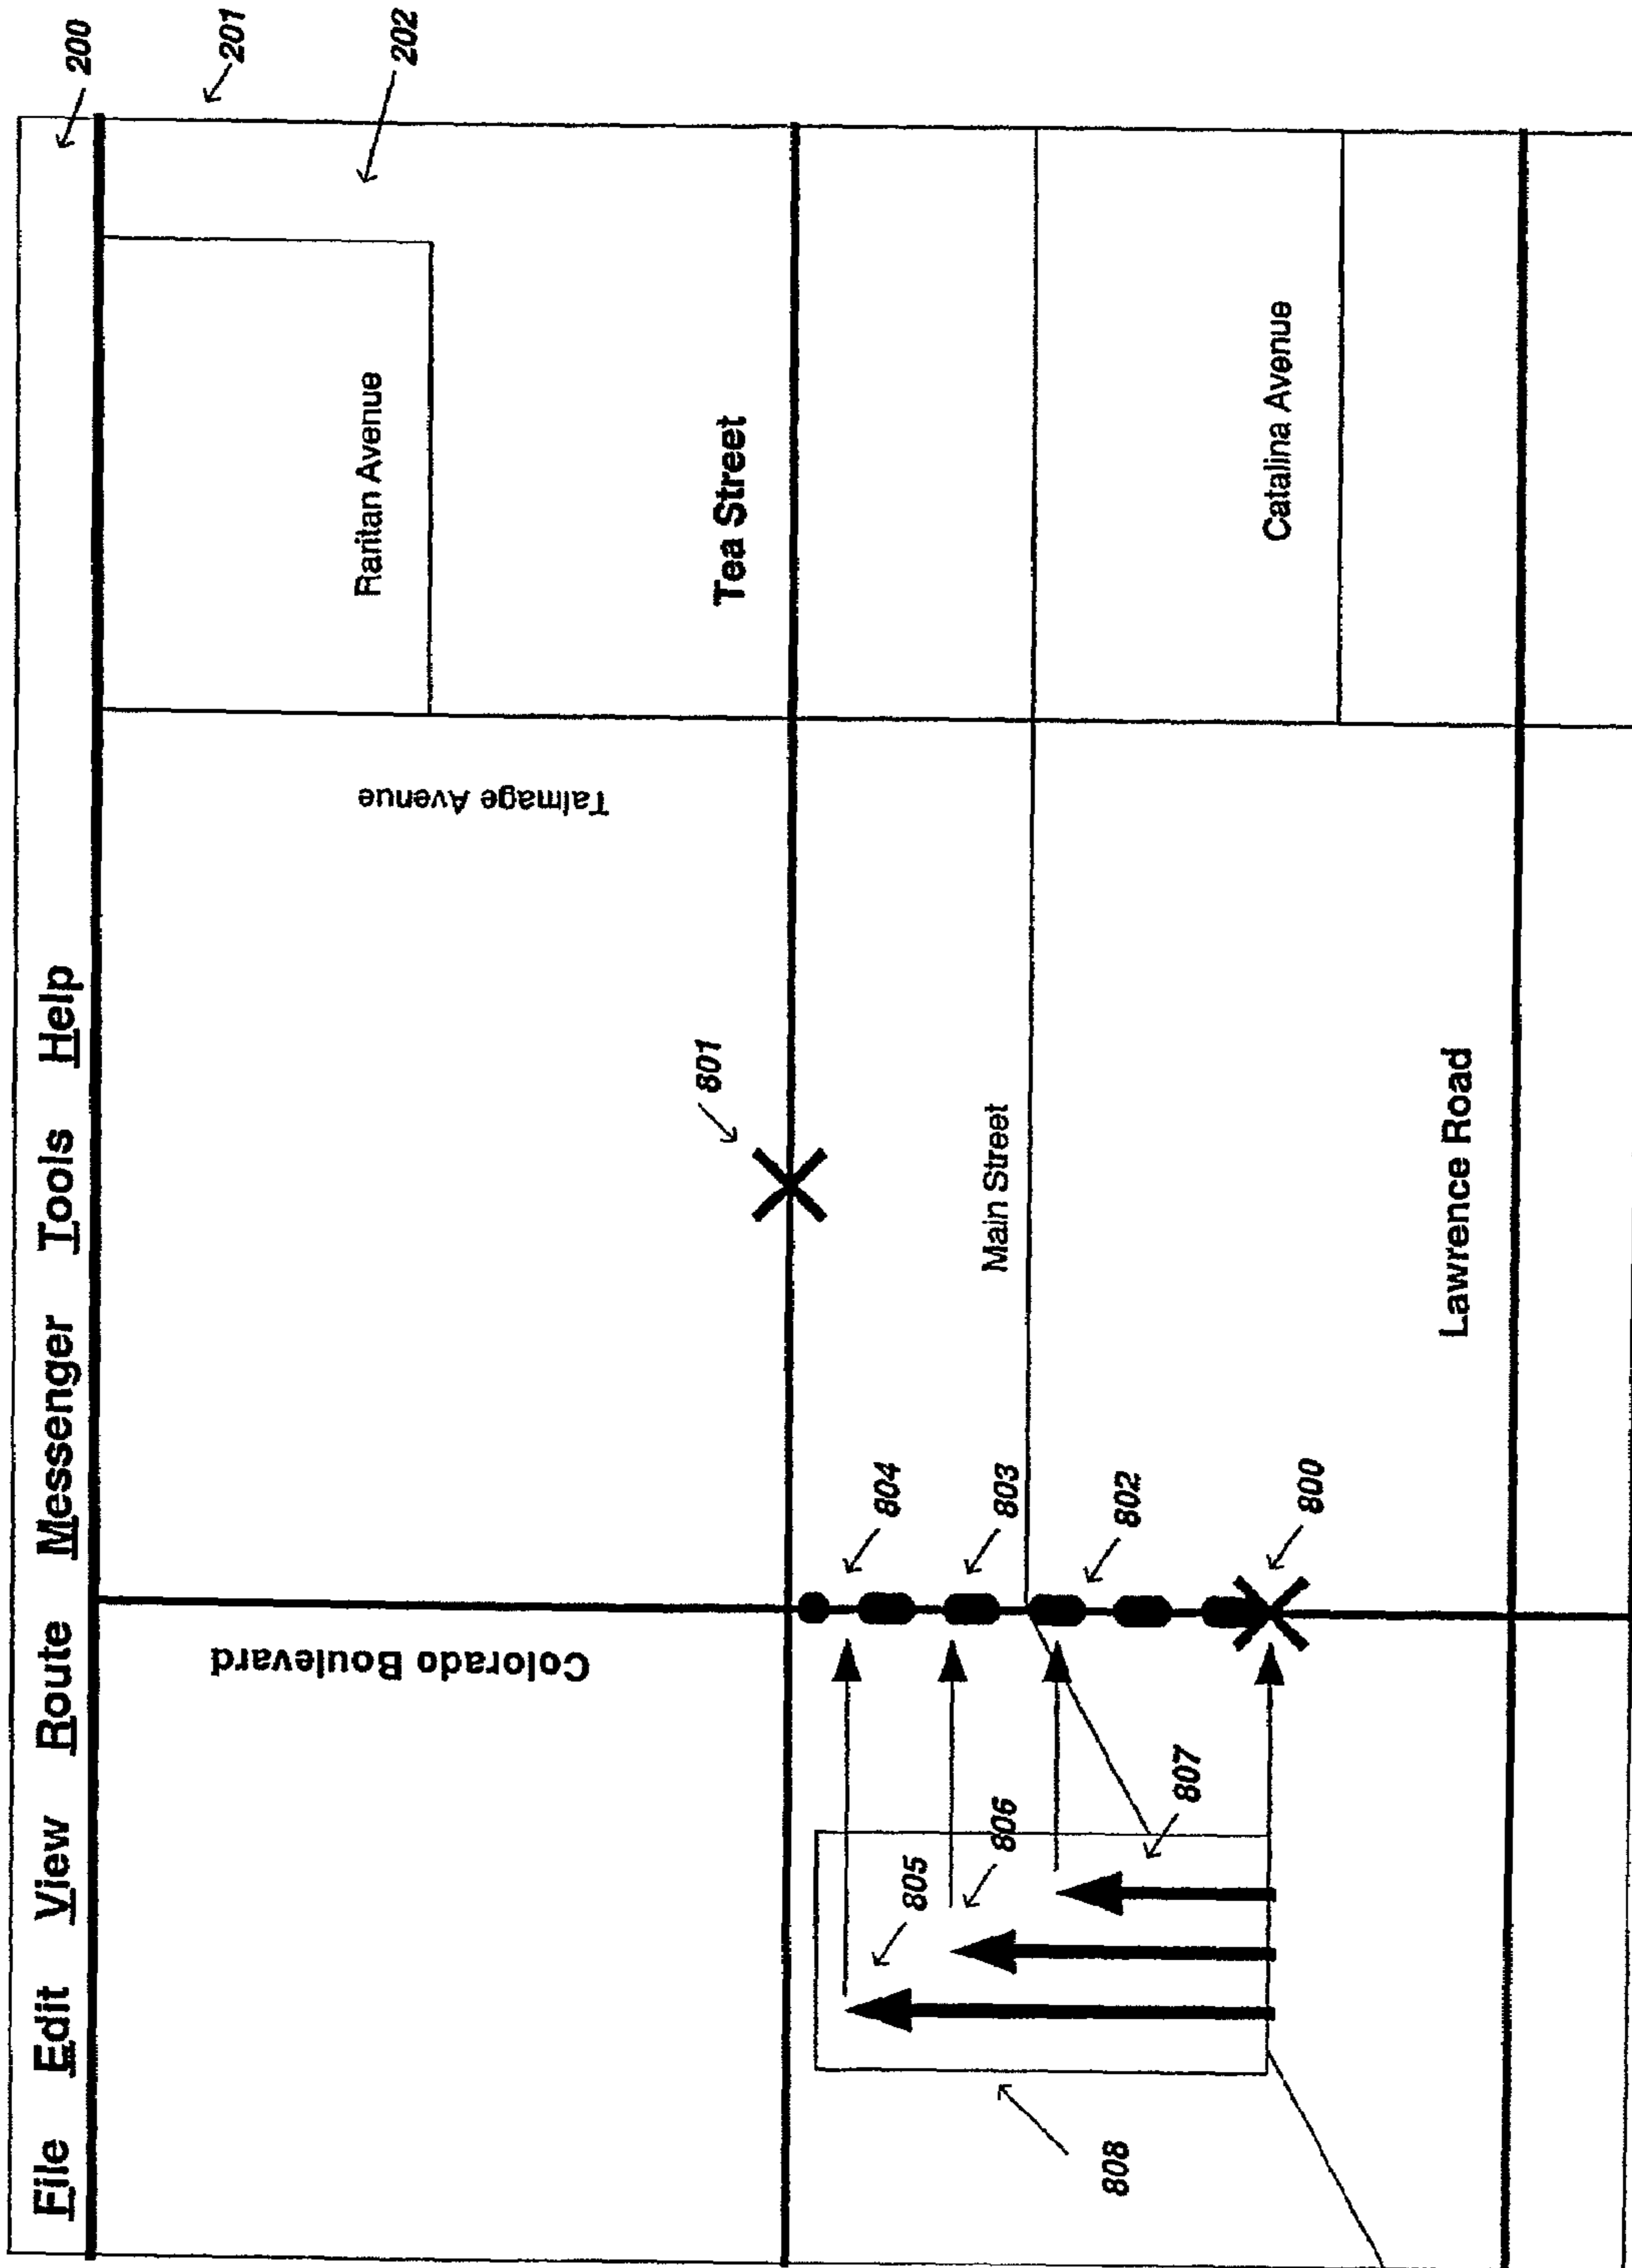 File Edit View Route Messenger Tools Help
200
201
202
Colorado Boulevard
Talmage Avenue
Raritan Avenue
Tea Street
801
804
803
Main Street
802
805
806
807
800
808
Catalina Avenue
Lawrence Road